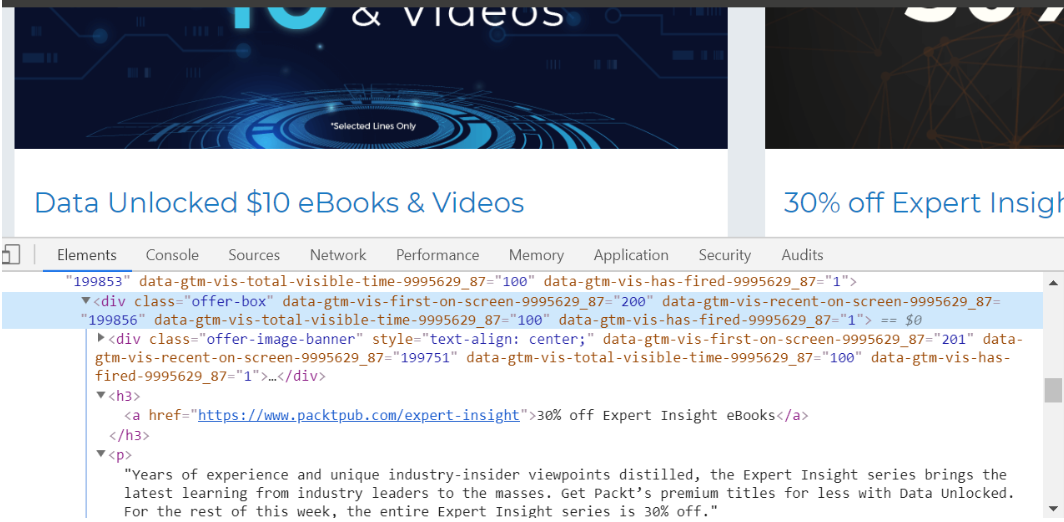 10 & Videos
*Selected Lines Only
Data Unlocked $10 eBooks & Videos
30% off Expert
Elements Console Sources Network Performance Memory Application Security Audits
"199853" data-gtm-vis-total-visible-time-9995629_87="100" data-gtm-vis-has-fired-9995629_87="1">
▼<div class="offer-box" data-gtm-vis-first-on-screen-9995629_87="200" data-gtm-vis-recent-on-screen-9995629_87=
"199856" data-gtm-vis-total-visible-time-9995629_87="100" data-gtm-vis-has-fired-9995629_87="1"> == $0
▶<div class="offer-image-banner" style="text-align: center;" data-gtm-vis-first-on-screen-9995629_87="201" data-
gtm-vis-recent-on-screen-9995629_87="199751" data-gtm-vis-total-visible-time-9995629_87="100" data-gtm-vis-has-
fired-9995629_87="1">…</div>
▼<h3>
<a href="https://www.packtpub.com/expert-insight">30% off Expert Insight eBooks</a>
</h3>
▼<p>
"Years of experience and unique industry-insider viewpoints distilled, the Expert Insight series brings the
latest learning from industry leaders to the masses. Get Packt’s premium titles for less with Data Unlocked.
For the rest of this week, the entire Expert Insight series is 30% off."